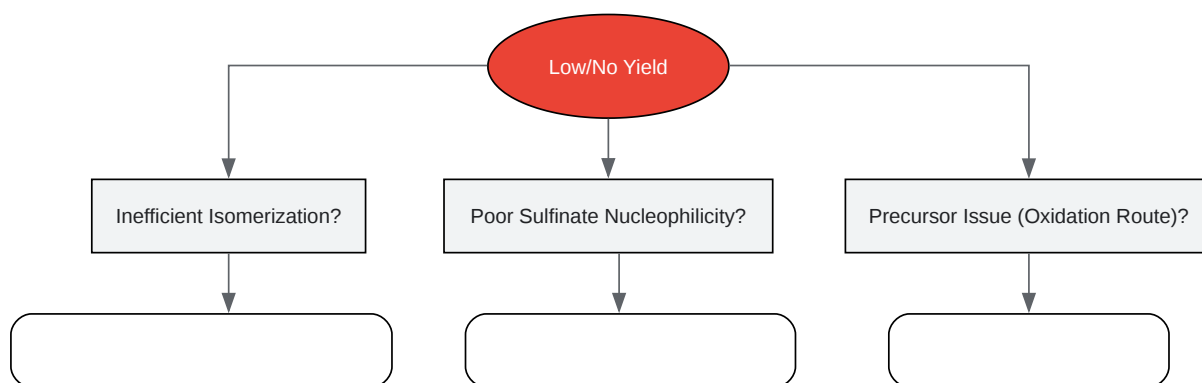 Low/No Yield
Inefficient Isomerization?
Poor Sulfinate Nucleophilicity?
Precursor Issue (Oxidation Route)?